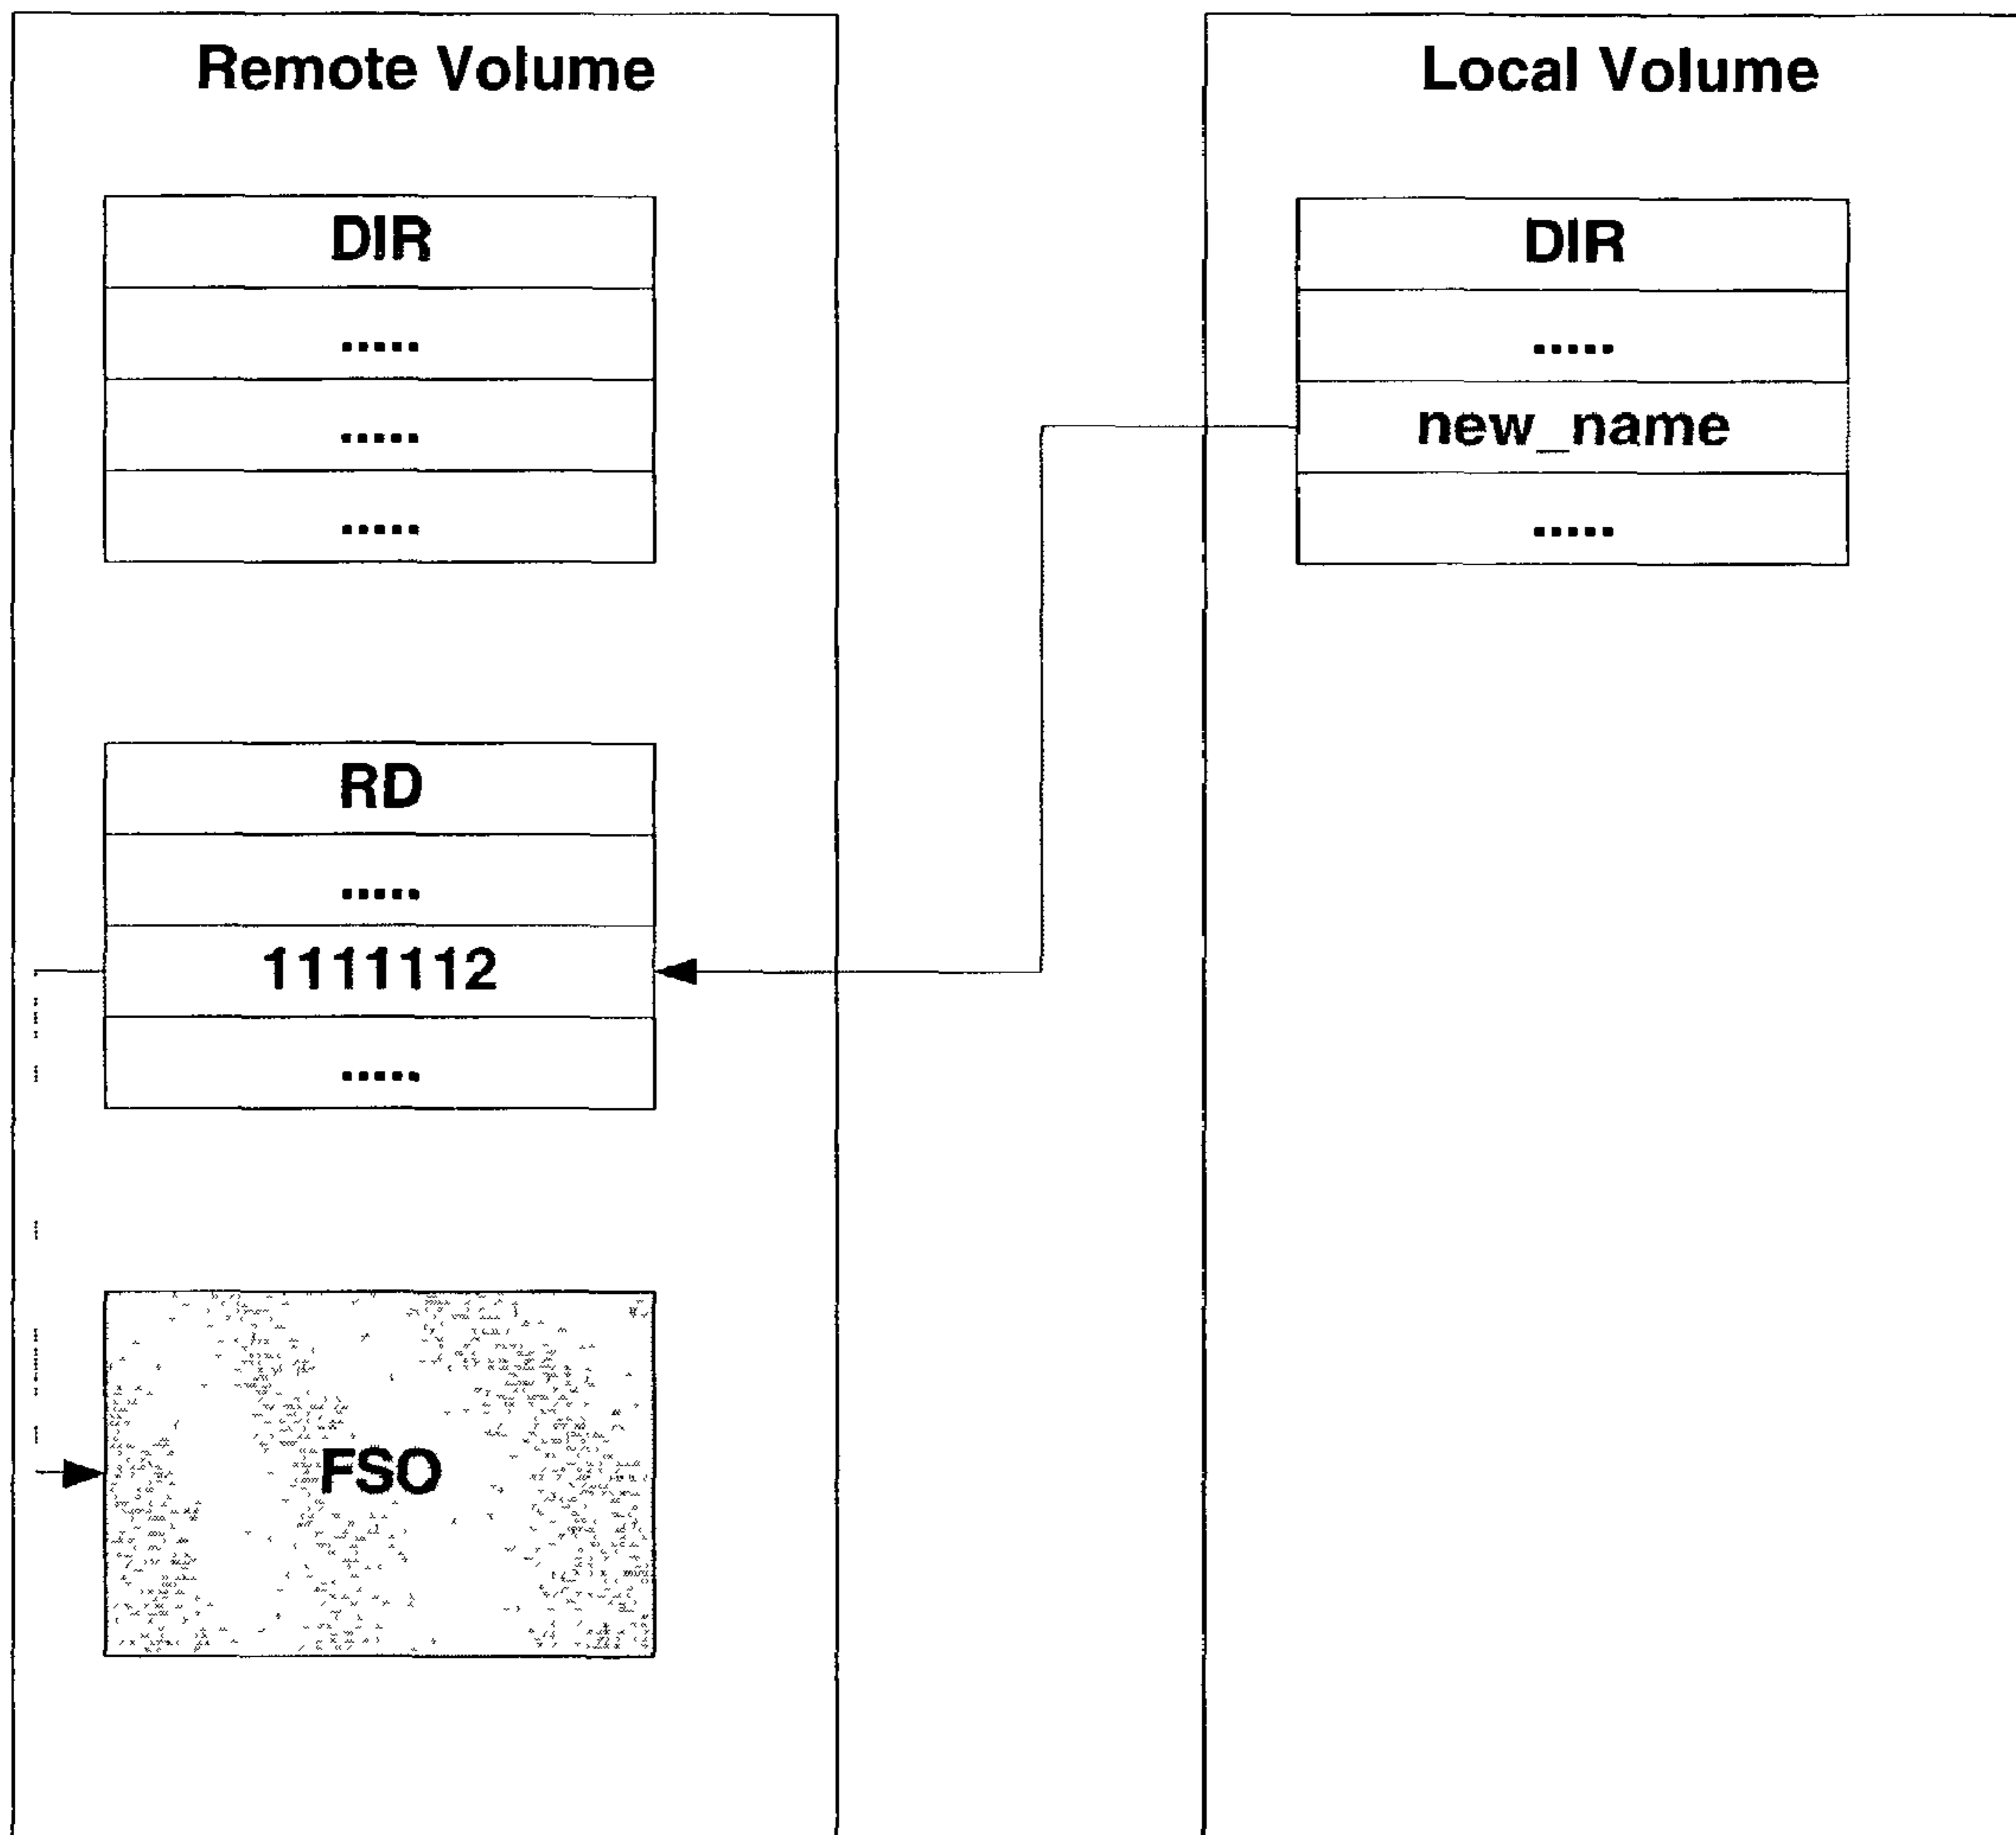 Remote Volume
DIR
.....
.....
.....
RD
.....
1111112
.....
FSO
Local Volume
DIR
.....
new_name
.....